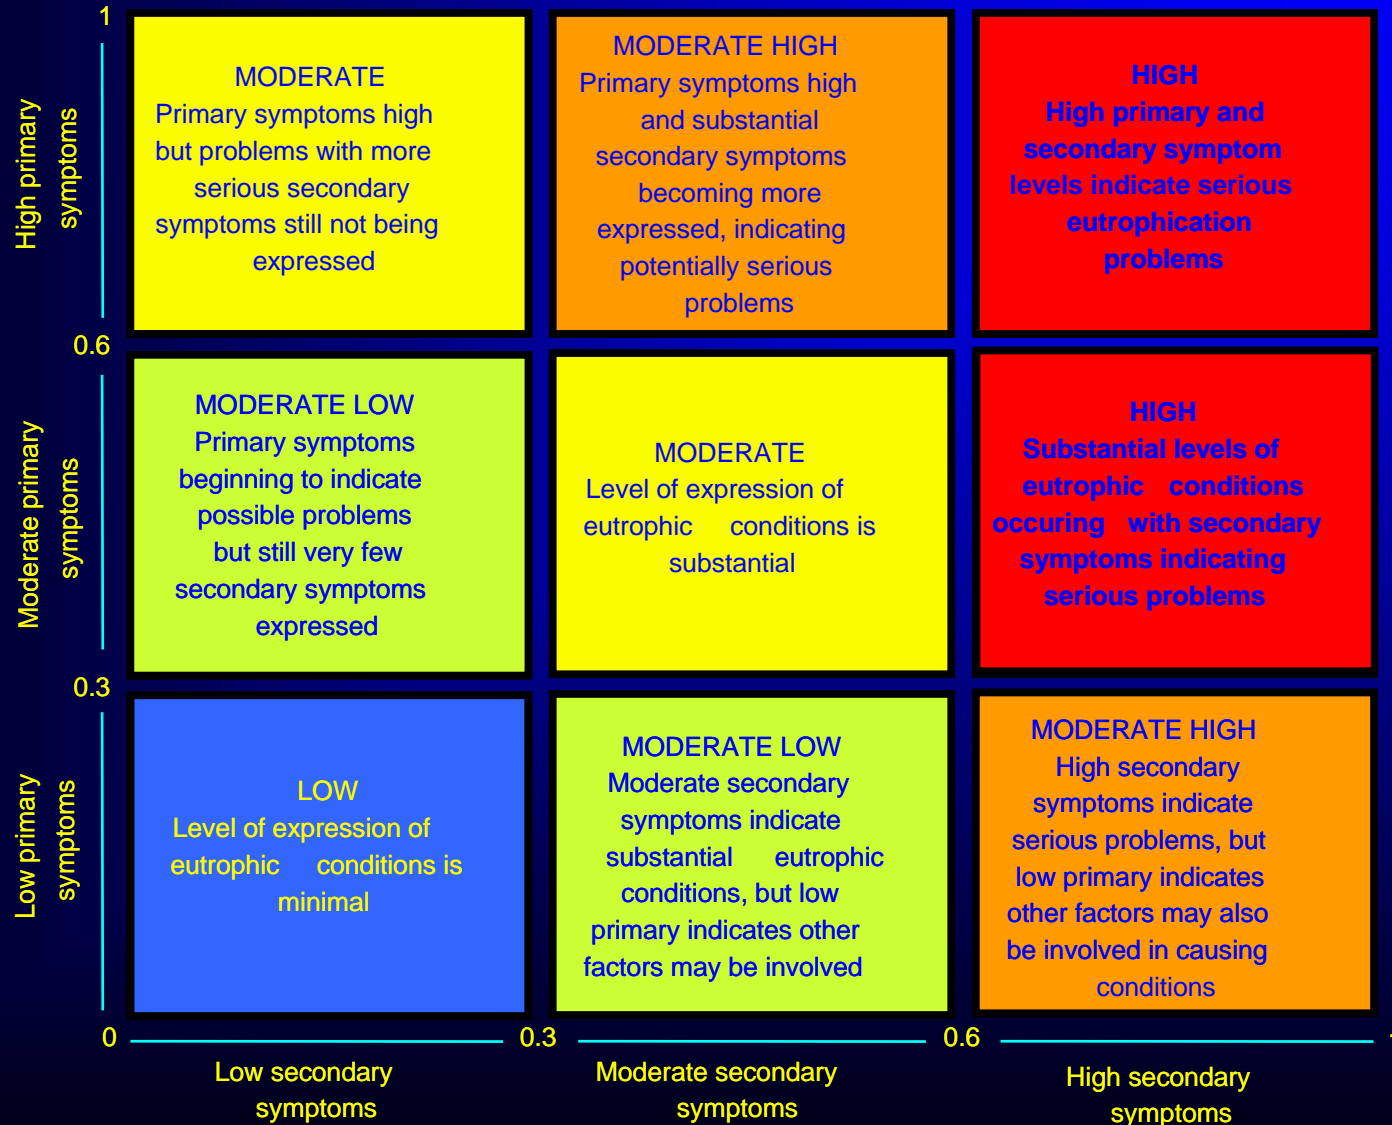 1
High primary
symptoms
MODERATE
Primary symptoms high
but problems with more
serious secondary
symptoms still not being
expressed
MODERATE HIGH
Primary symptoms high
and substantial
secondary symptoms
becoming more
expressed, indicating
potentially serious
problems
HIGH
High primary and
secondary symptom
levels indicate serious
eutrophication
problems
0.6
Moderate primary
symptoms
MODERATE LOW
Primary symptoms
beginning to indicate
possible problems
but still very few
secondary symptoms
expressed
MODERATE
Level of expression of
eutrophic conditions is
substantial
HIGH
Substantial levels of
eutrophic conditions
occuring with secondary
symptoms indicating
serious problems
0.3
Low primary
symptoms
LOW
Level of expression of
eutrophic conditions is
minimal
MODERATE LOW
Moderate secondary
symptoms indicate
substantial eutrophic
conditions, but low
primary indicates other
factors may be involved
MODERATE HIGH
High secondary
symptoms indicate
serious problems, but
low primary indicates
other factors may also
be involved in causing
conditions
0
0.3
0.6
Low secondary
symptoms
Moderate secondary
symptoms
High secondary
symptoms